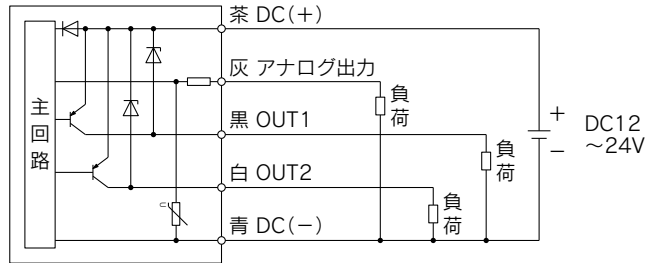 茶 DC(+)
灰 アナログ出力
主回路
負荷
黒 OUT1
+
DC12
～24V
−
負荷
白 OUT2
負荷
青 DC(−)